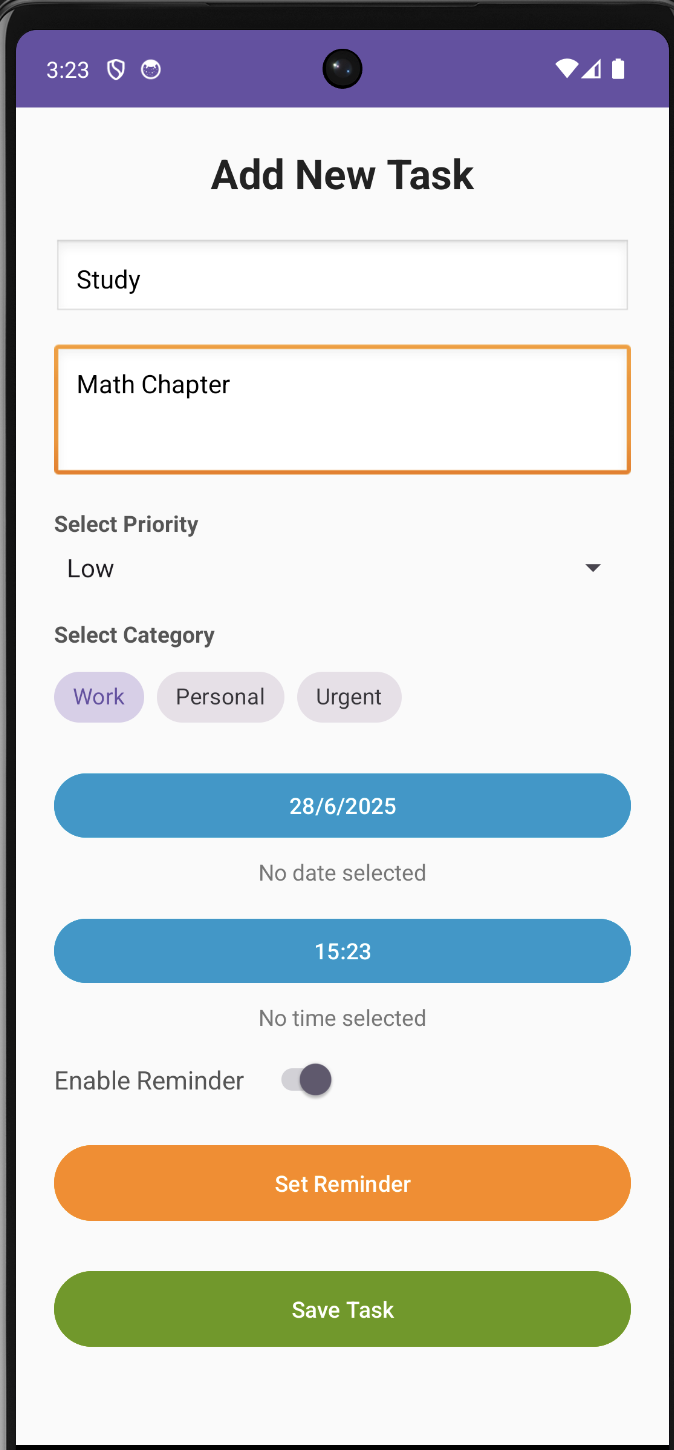 3:23
Add New Task
Study
Math Chapter
Select Priority
Low
Select Category
Work Personal Urgent
28/6/2025
No date selected
15:23
No time selected
Enable Reminder
Set Reminder
Save Task